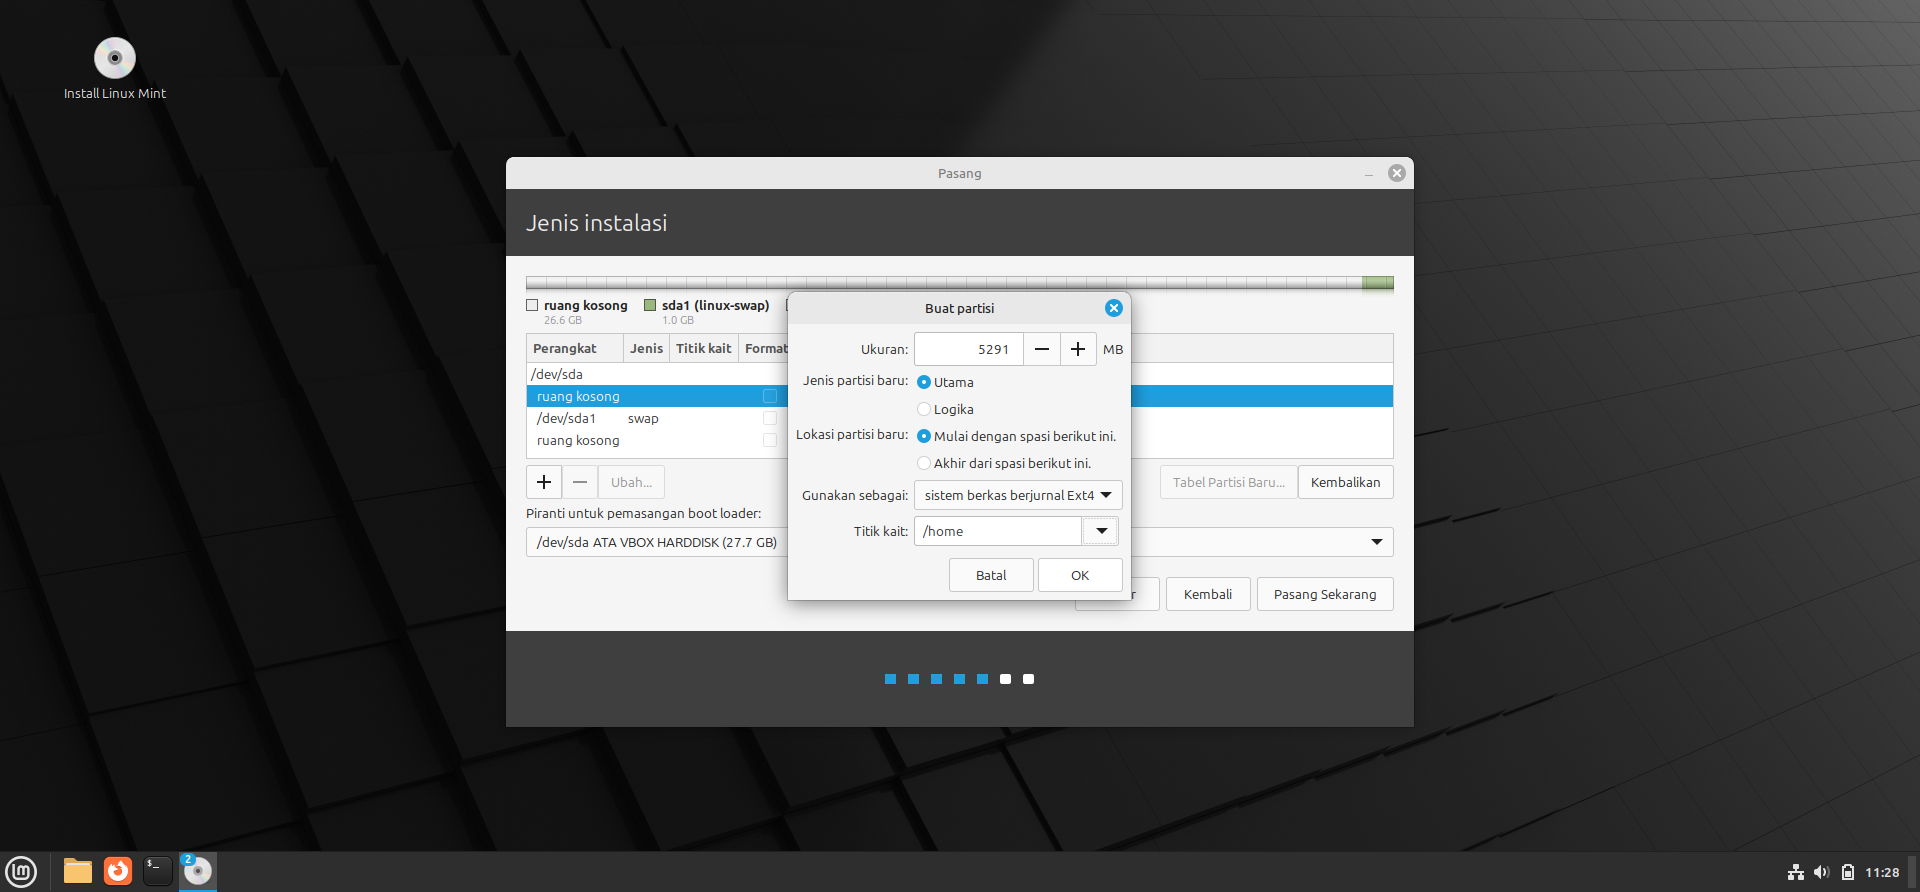 Install Linux Mint
Pasang
Jenis instalasi
ruang kosong
26.6 GB
sda1 (linux-swap)
1.0 GB
Perangkat Jenis Titik kait Format
/dev/sda
ruang kosong
/dev/sda1 swap
ruang kosong
Ubah...
Tabel Partisi Baru...
Kembalikan
Piranti untuk pemasangan boot loader:
/dev/sda ATA VBOX HARDDISK (27.7 GB)
Kembali
Pasang Sekarang
Buat partisi
Ukuran: 5291 MB
Jenis partisi baru: Utama
Logika
Lokasi partisi baru: Mulai dengan spasi berikut ini.
Akhir dari spasi berikut ini.
Gunakan sebagai: sistem berkas berjurnal Ext4
Titik kait: /home
Batal
OK
2
11:28